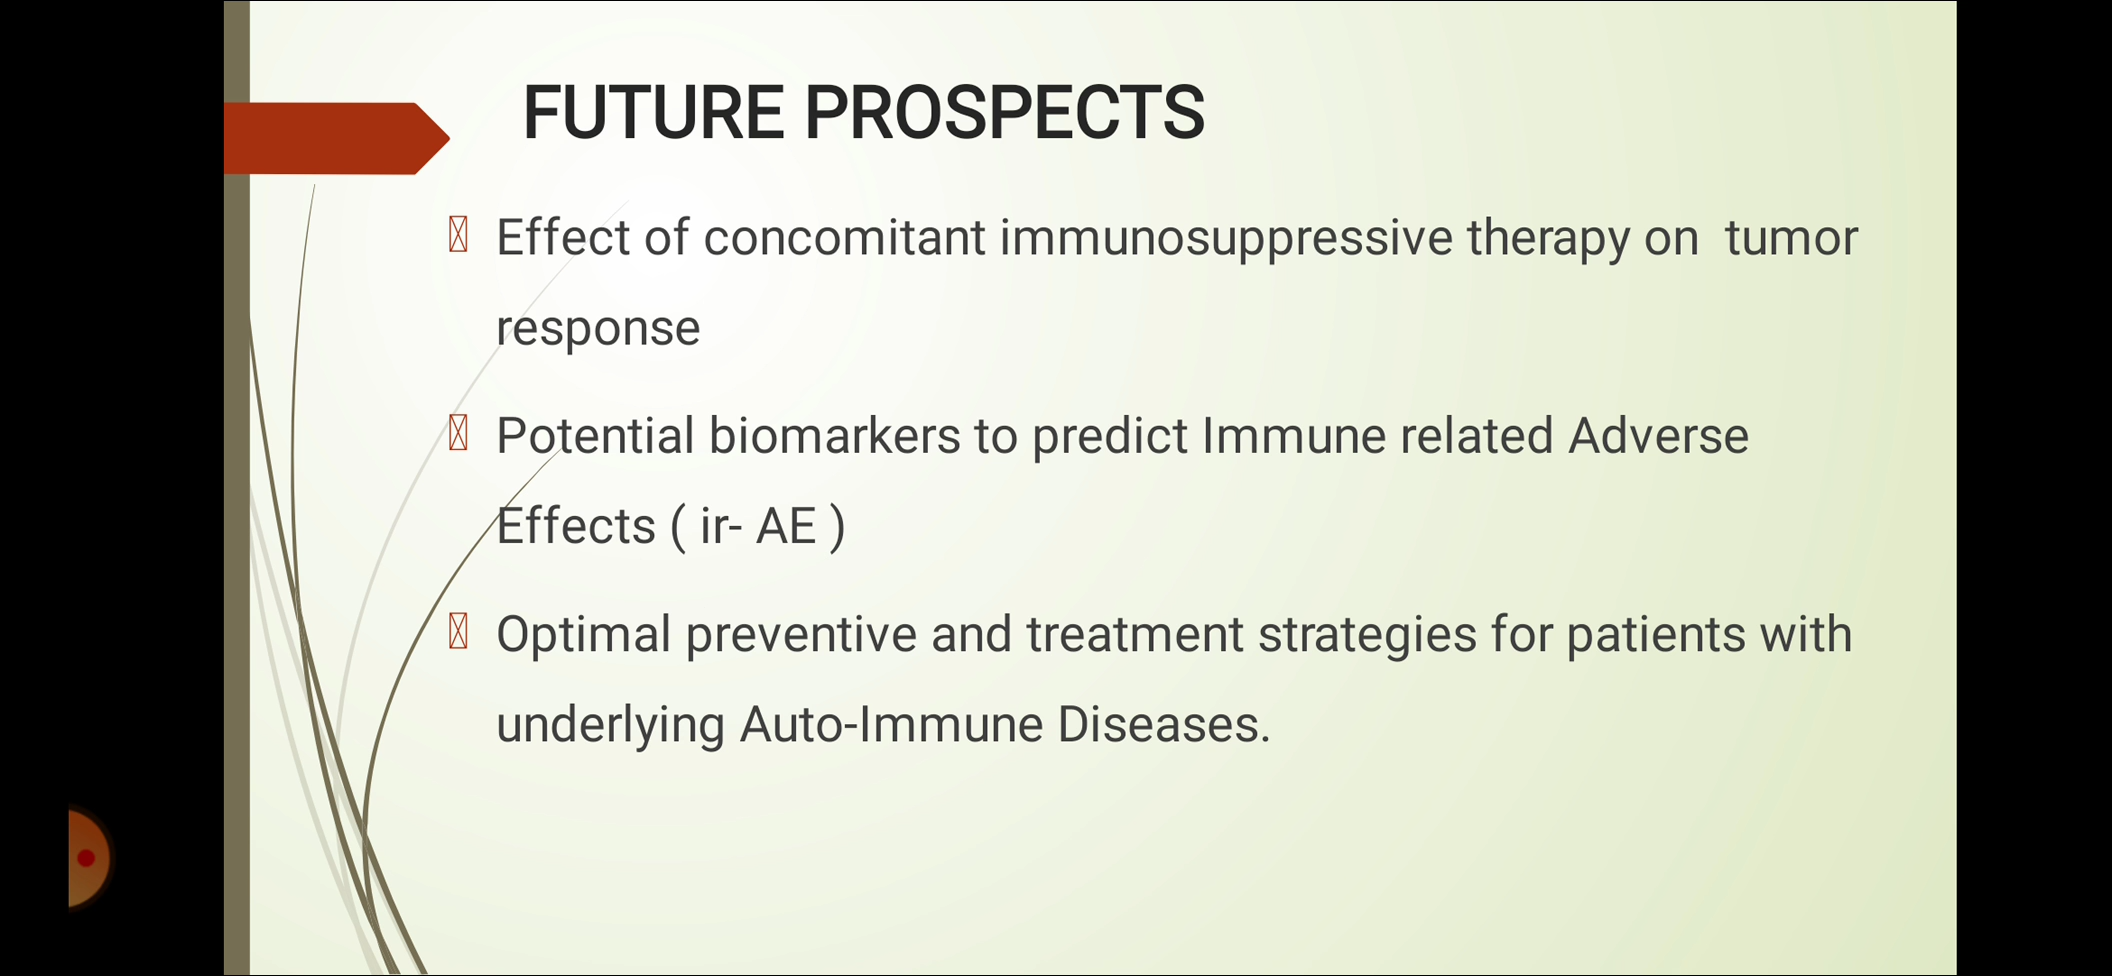 FUTURE PROSPECTS
Effect of concomitant immunosuppressive therapy on  tumor
response
Potential biomarkers to predict Immune related Adverse
Effects ( ir- AE )
Optimal preventive and treatment strategies for patients with
underlying Auto-Immune Diseases.